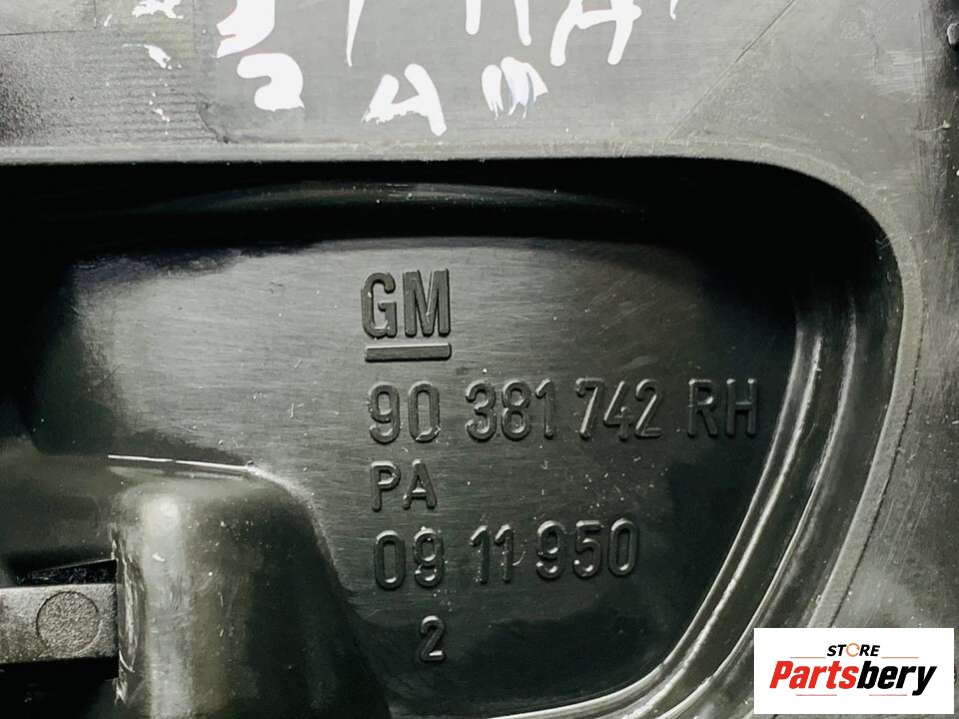 GM
90 381 742 RH
PA
09 11 950
2
STORE
Partsbery